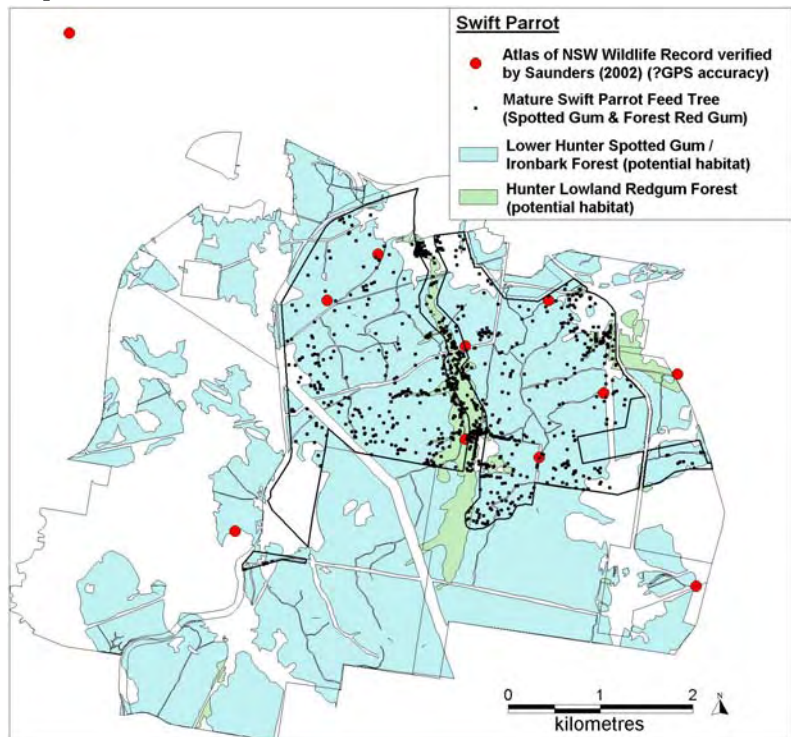 Swift Parrot
Atlas of NSW Wildlife Record verified
by Saunders (2002) (?GPS accuracy)
Mature Swift Parrot Feed Tree
(Spotted Gum & Forest Red Gum)
Lower Hunter Spotted Gum /
Ironbark Forest (potential habitat)
Hunter Lowland Redgum Forest
(potential habitat)
0 1 2
kilometres
N